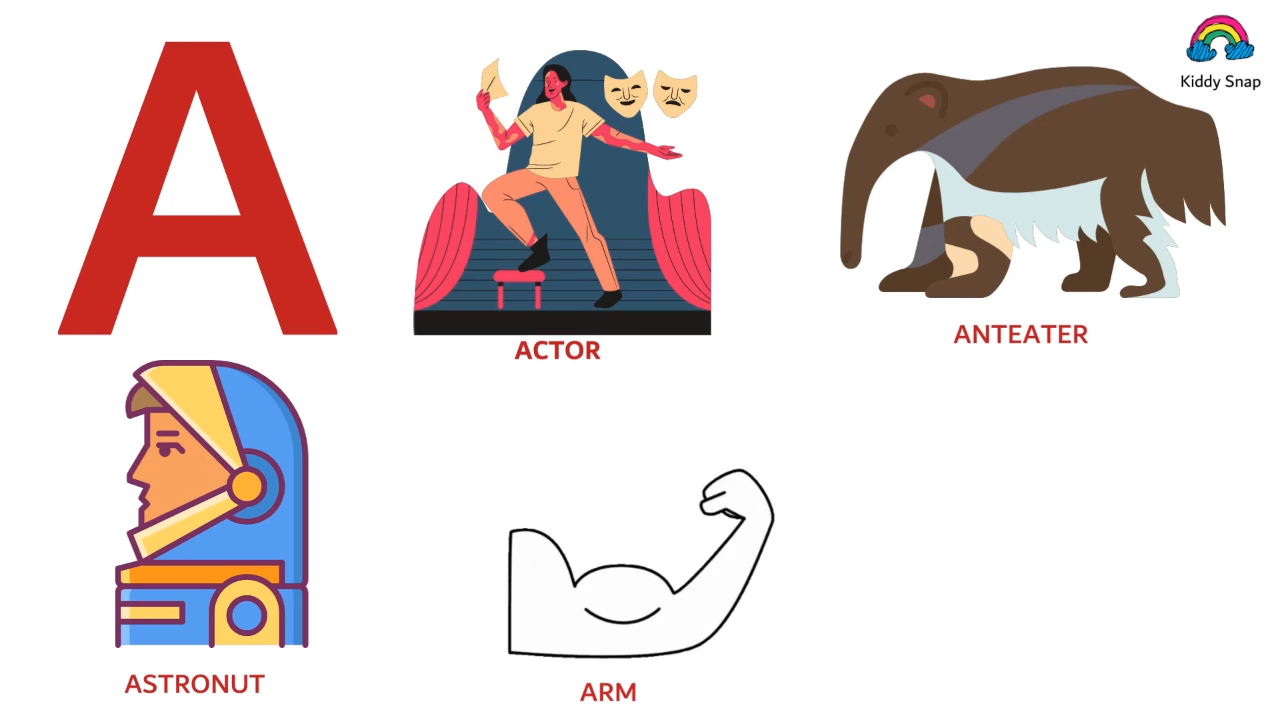 A
Kiddy Snap
ACTOR
ANTEATER
ASTRONUT
ARM